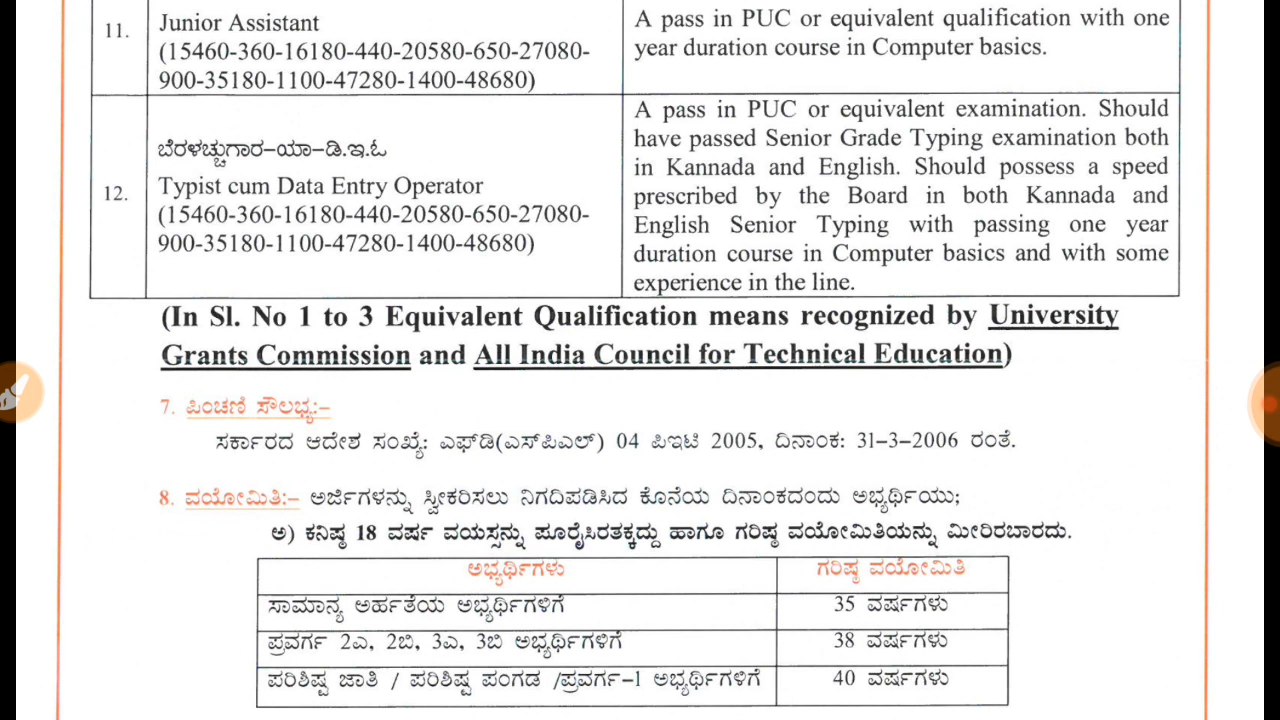 11.
Junior Assistant
(15460-360-16180-440-20580-650-27080-
900-35180-1100-47280-1400-48680)
A pass in PUC or equivalent qualification with one
year duration course in Computer basics.
12.
ಬೆರಳಚ್ಚುಗಾರ-ಯಾ-ಡಿ.ಇ.ಓ
Typist cum Data Entry Operator
(15460-360-16180-440-20580-650-27080-
900-35180-1100-47280-1400-48680)
A pass in PUC or equivalent examination. Should
have passed Senior Grade Typing examination both
in Kannada and English. Should possess a speed
prescribed by the Board in both Kannada and
English Senior Typing with passing one year
duration course in Computer basics and with some
experience in the line.
(In Sl. No 1 to 3 Equivalent Qualification means recognized by University
Grants Commission and All India Council for Technical Education)
7. ಪಿಂಚಣಿ ಸೌಲಭ್ಯ:-
ಸರ್ಕಾರದ ಆದೇಶ ಸಂಖ್ಯೆ: ಎಫ್‌ಡಿ(ಎಸ್‌ಪಿಎಲ್) 04 ಪಿಇಟಿ 2005, ದಿನಾಂಕ: 31-3-2006 ರಂತೆ.
8. ವಯೋಮಿತಿ:- ಅರ್ಜಿಗಳನ್ನು ಸ್ವೀಕರಿಸಲು ನಿಗದಿಪಡಿಸಿದ ಕೊನೆಯ ದಿನಾಂಕದಂದು ಅಭ್ಯರ್ಥಿಯು;
ಅ) ಕನಿಷ್ಠ 18 ವರ್ಷ ವಯಸ್ಸನ್ನು ಪೂರೈಸಿರತಕ್ಕದ್ದು ಹಾಗೂ ಗರಿಷ್ಠ ವಯೋಮಿತಿಯನ್ನು ಮೀರಿರಬಾರದು.
ಅಭ್ಯರ್ಥಿಗಳು ಗರಿಷ್ಠ ವಯೋಮಿತಿ
ಸಾಮಾನ್ಯ ಅರ್ಹತೆಯ ಅಭ್ಯರ್ಥಿಗಳಿಗೆ 35 ವರ್ಷಗಳು
ಪ್ರವರ್ಗ 2ಎ, 2ಬಿ, 3ಎ, 3ಬಿ ಅಭ್ಯರ್ಥಿಗಳಿಗೆ 38 ವರ್ಷಗಳು
ಪರಿಶಿಷ್ಟ ಜಾತಿ / ಪರಿಶಿಷ್ಟ ಪಂಗಡ /ಪ್ರವರ್ಗ-1 ಅಭ್ಯರ್ಥಿಗಳಿಗೆ 40 ವರ್ಷಗಳು